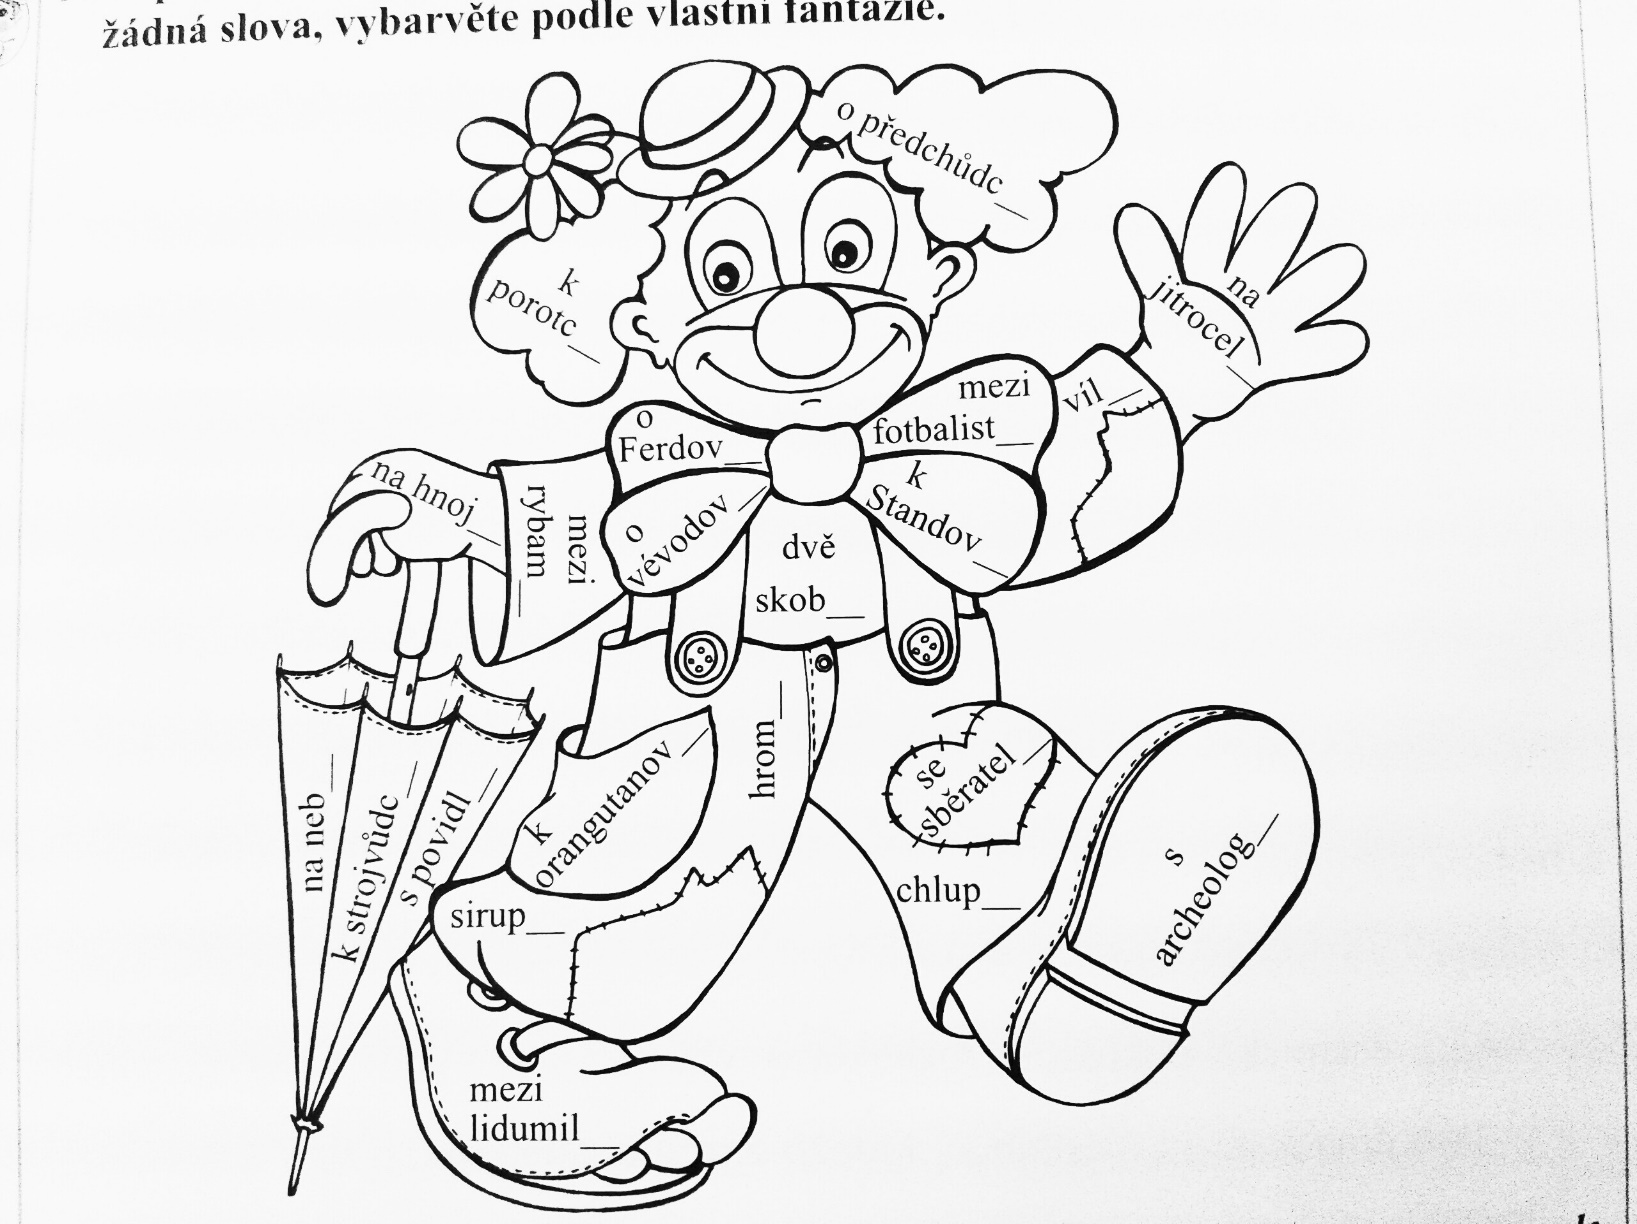 žádná slova, vybarvěte podle vlastní fantazie.
o předchůdc__
k
porotc__
na
jitrocel__
mezi
fotbalist__
víl__
o
Ferdov__
k
Standov__
na hnoj__
mezi
rybam__
o
vévodov__
dvě
skob__
hrom__
k
orangutanov__
se
sběratel__
na neb__
k strojvůdc__
s povidl__
sirup__
chlup__
s
archeolog__
mezi
lidumil__